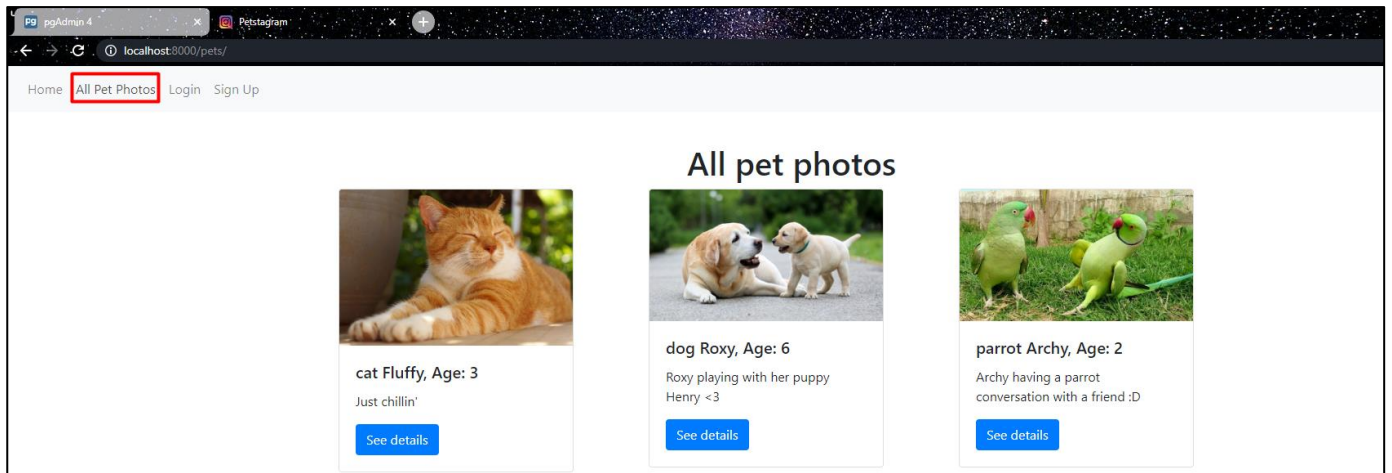 pgAdmin 4
Petstagram
localhost:8000/pets/
Home All Pet Photos Login Sign Up
All pet photos
cat Fluffy, Age: 3
Just chillin'
See details
dog Roxy, Age: 6
Roxy playing with her puppy
Henry <3
See details
parrot Archy, Age: 2
Archy having a parrot
conversation with a friend :D
See details